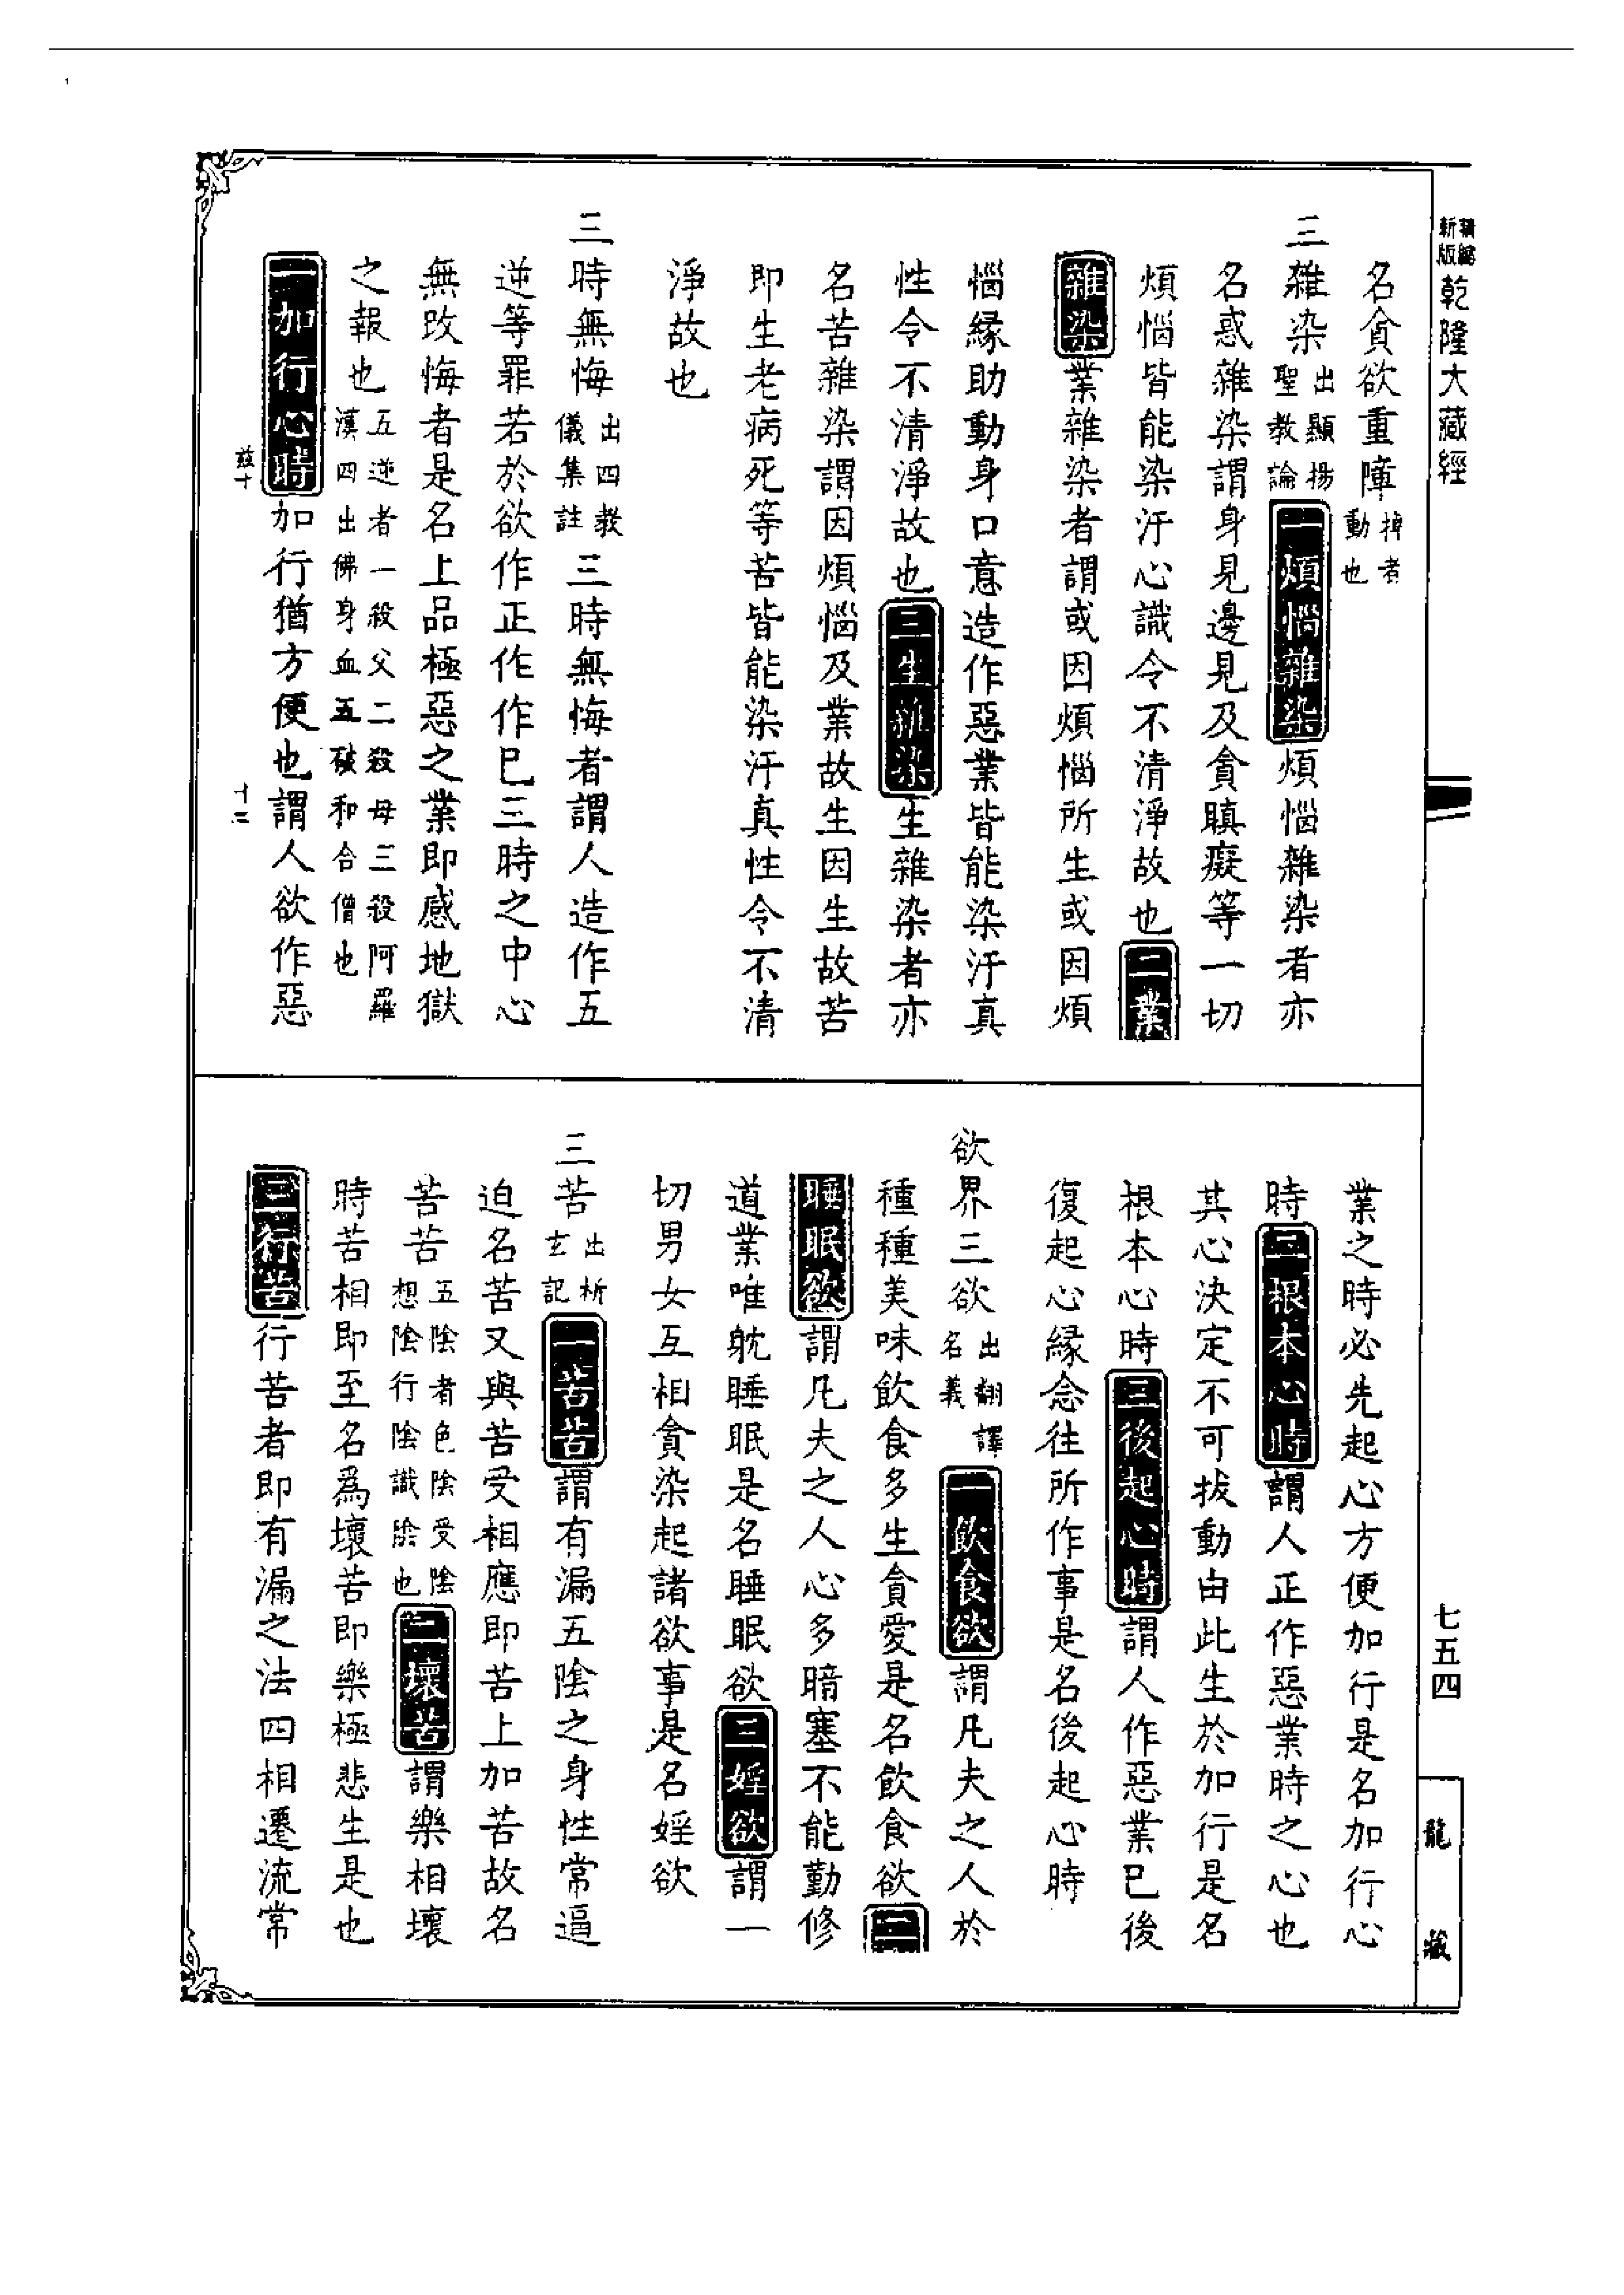 1
精縮
新版
乾隆大藏經
名貪欲重障掉者
動也
三雜染出顯揚
聖教論一煩惱雜染煩惱雜染者亦
名惑雜染謂身見邊見及貪瞋癡等一切
煩惱皆能染汙心識令不清淨故也二業
雜染業雜染者謂或因煩惱所生或因煩
惱縁助動身口意造作惡業皆能染汙真
性令不清淨故也三生雜染生雜染者亦
名苦雜染謂因煩惱及業故生因生故苦
即生老病死等苦皆能染汙真性令不清
淨故也
三時無悔出四教
儀集註三時無悔者謂人造作五
逆等罪若於欲作正作作巳三時之中心
無改悔者是名上品極惡之業即感地獄
之報也五逆者一殺父二殺母三殺阿羅
漢四出佛身血五破和合僧也
一加行心時加行猶方便也謂人欲作惡
茲十
十三
業之時必先起心方便加行是名加行心
時二根本心時謂人正作惡業時之心也
其心決定不可拔動由此生於加行是名
根本心時三後起心時謂人作惡業巳後
復起心縁念往所作事是名後起心時
欲界三欲出翻譯
名義一飲食欲謂凡夫之人於
種種美味飲食多生貪愛是名飲食欲二
睡眠欲謂凡夫之人心多暗塞不能勤修
道業唯躭睡眠是名睡眠欲三婬欲謂一
切男女互相貪染起諸欲事是名婬欲
三苦出析
玄記一苦苦謂有漏五陰之身性常逼
迫名苦又與苦受相應即苦上加苦故名
苦苦五陰者色陰受陰
想陰行陰識陰也二壞苦謂樂相壞
時苦相即至名爲壞苦即樂極悲生是也
三行苦行苦者即有漏之法四相遷流常
七五四
龍藏